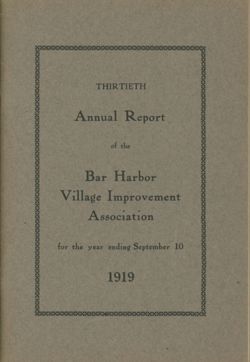 THIRTIETH
Annual Report
of the
Bar Harbor
Village Improvement
Association
for the year ending September 10
1919